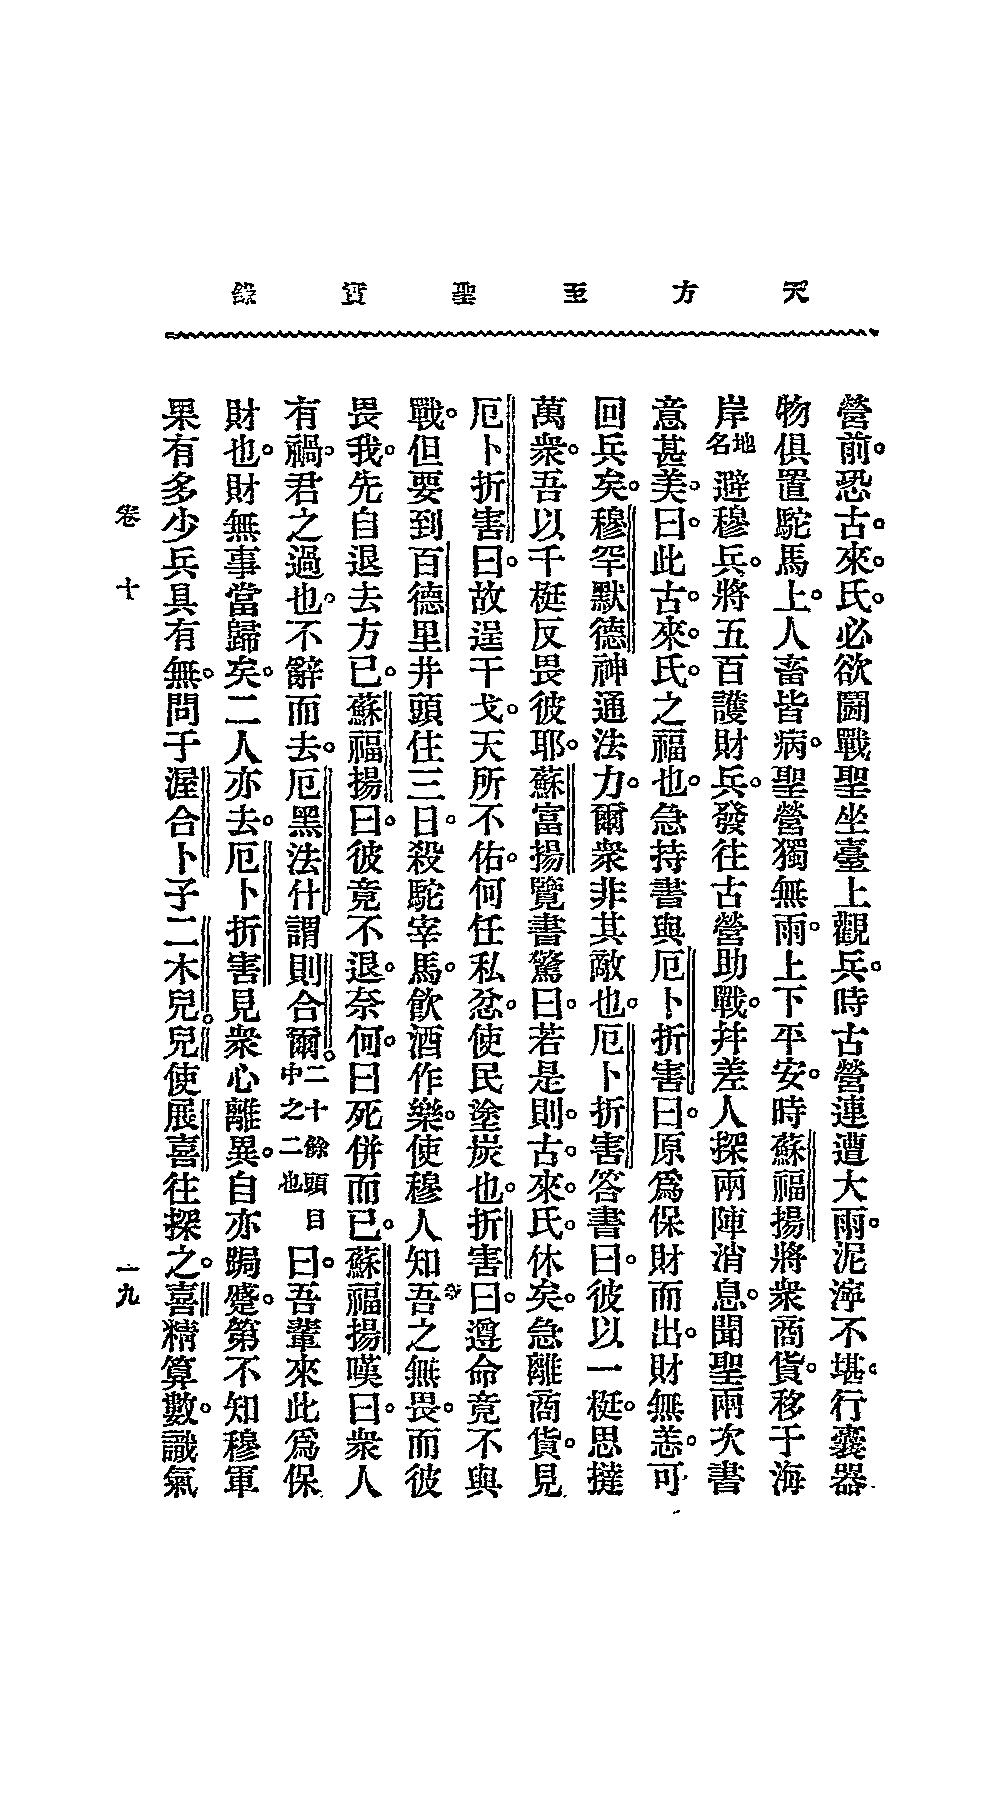 天方至聖實錄
營前。恐古。來。氏。必欲鬭戰聖坐臺上觀兵。時古營連遭大雨。泥濘不堪。行囊器
物俱置駝馬上。人畜皆病。聖營獨無雨。上下平安。時蘇福揚將衆商貨。移于海
岸地名避穆兵。將五百護財兵。發往古營助戰。幷差人探兩陣消息。聞聖兩次書
意甚美。曰。此古。來。氏。之福也。急持書與厄卜折害曰。原爲保財而出。財無恙。可
回兵矣。穆罕默德神通法力。爾衆非其敵也。厄卜折害答書曰。彼以一梃。思撻
萬衆。吾以千梃反畏彼耶。蘇富揚覽書驚曰。若是則。古。來。氏。休矣。急離商貨。見
厄卜折害曰。故逞干戈。天所不佑。何任私忿。使民塗炭也。折害曰。遵命竟不與
戰。但要到百德里井頭住三日。殺駝宰馬。飲酒作樂。使穆人知吾之無畏。而彼
畏我。先自退去方已。蘇福揚曰。彼竟不退。奈何。曰死併而已。蘇福揚嘆曰。衆人
有禍。君之過也。不辭而去。厄黑法什謂則合爾。二十餘頭目中之二也曰。吾輩來此爲保
財也。財無事當歸矣。二人亦去。厄卜折害見衆心離異。自亦跼蹙。第不知穆軍
果有多少兵具有無。問于渥合卜子二木兒。兒使展喜往探之。喜精算數。識氣
卷十
一九